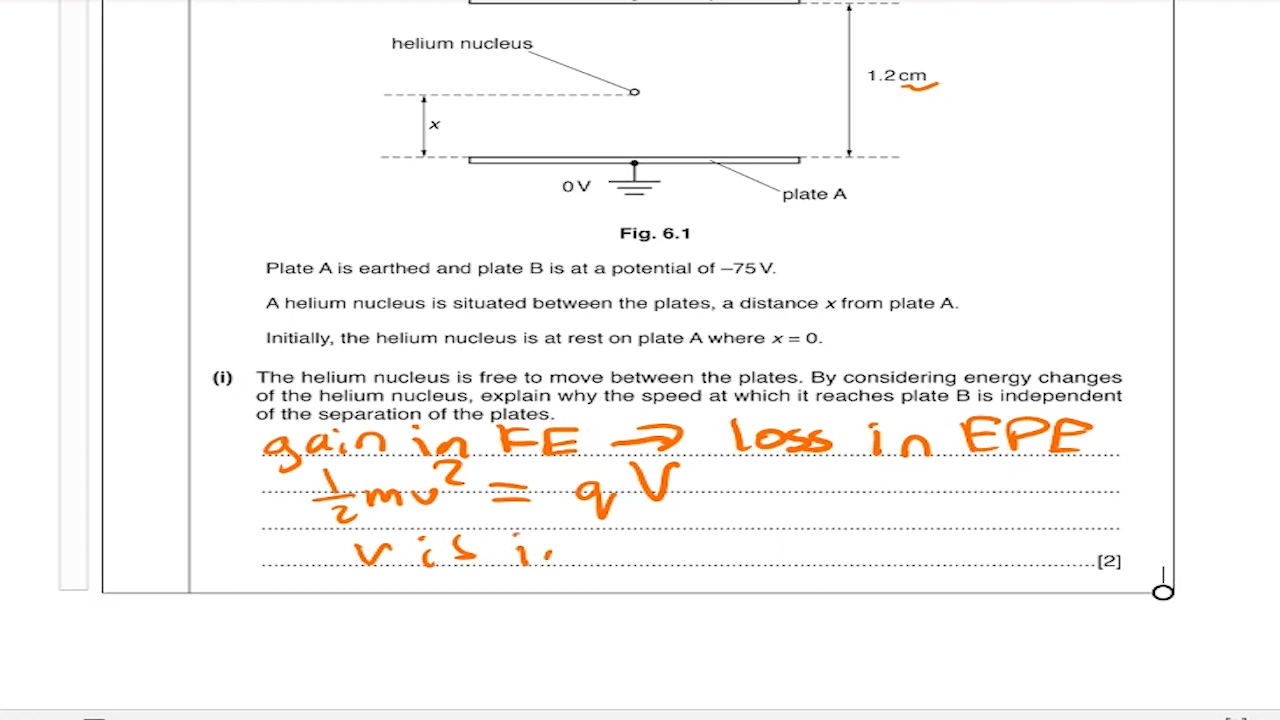 helium nucleus
1.2 cm
x
0 V
plate A
Fig. 6.1
Plate A is earthed and plate B is at a potential of –75 V.
A helium nucleus is situated between the plates, a distance x from plate A.
Initially, the helium nucleus is at rest on plate A where x = 0.
(i) The helium nucleus is free to move between the plates. By considering energy changes
of the helium nucleus, explain why the speed at which it reaches plate B is independent
of the separation of the plates.
gain in KE → loss in EPE
½mv² = qV
v is i
[2]